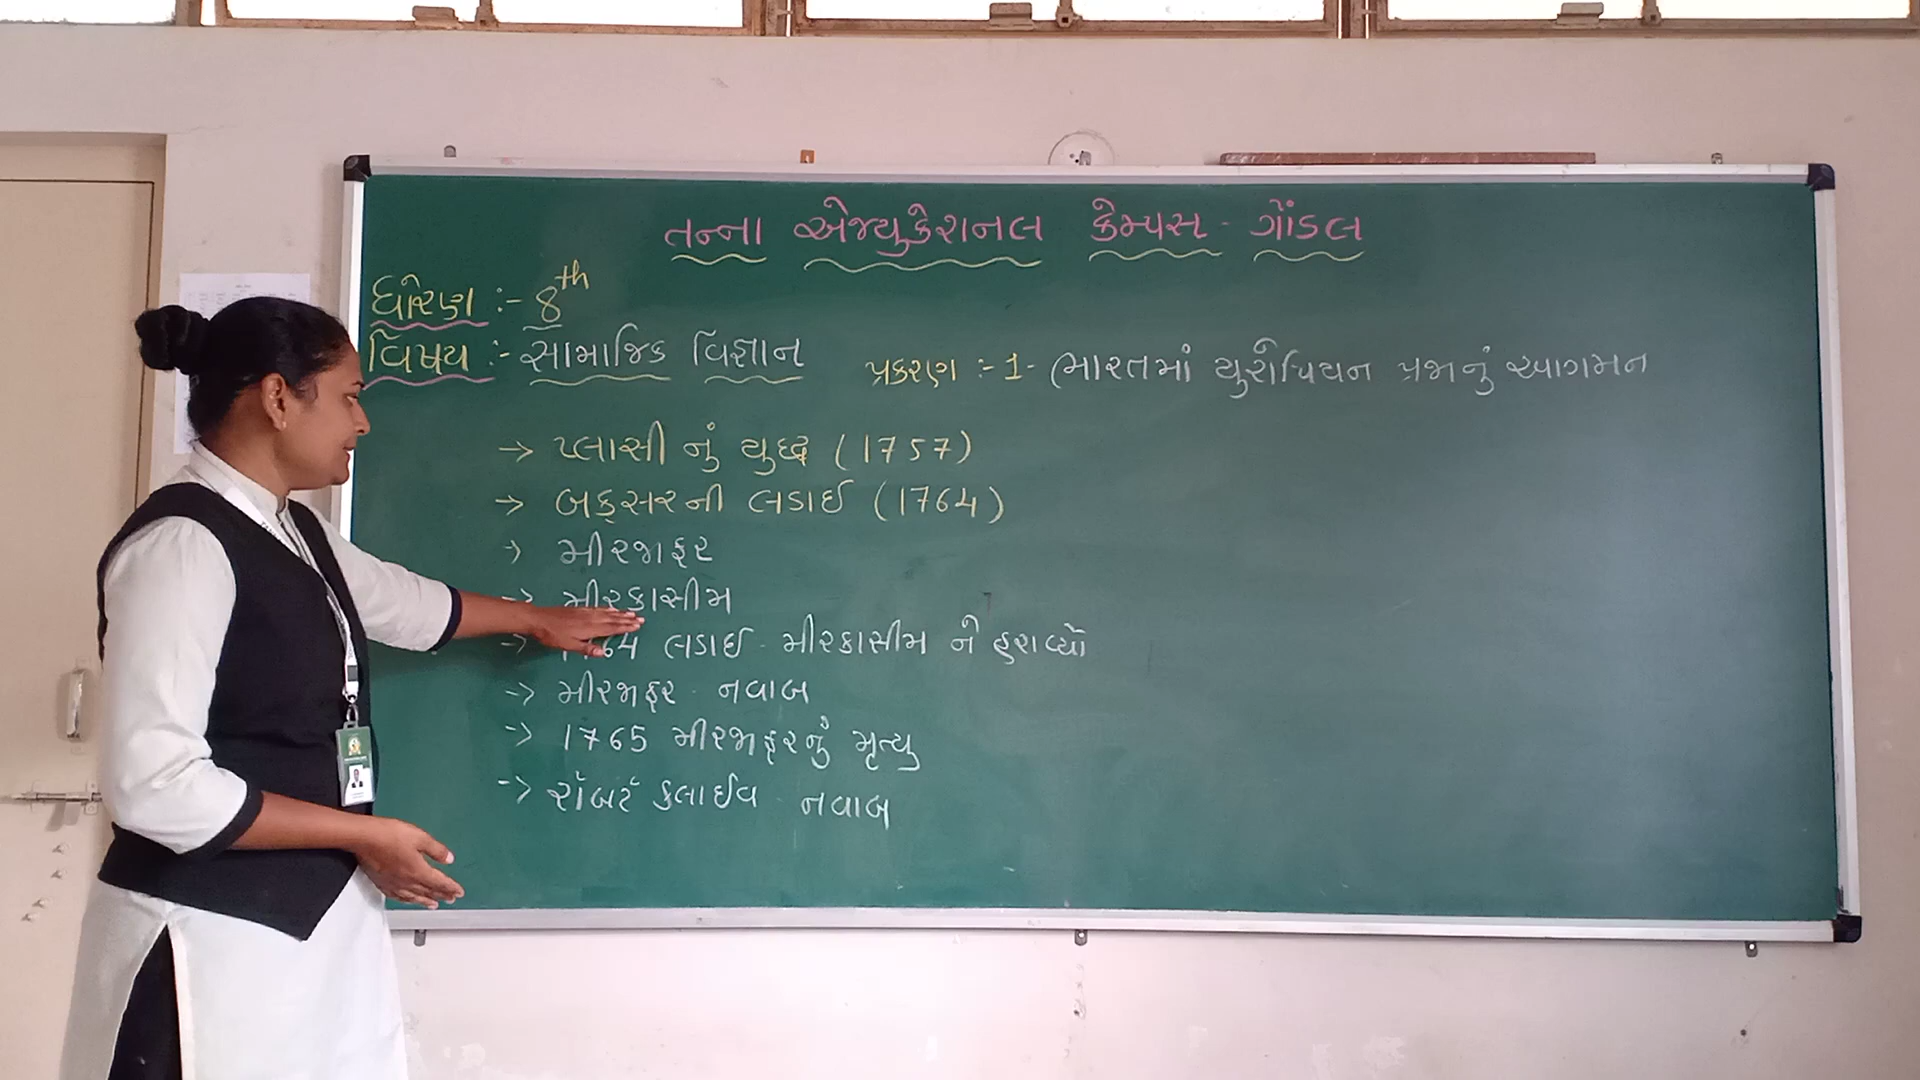 તન્ના એજ્યુકેશનલ કેમ્પસ - ગોંડલ
ધોરણ :- 8th
વિષય :- સામાજિક વિજ્ઞાન
પ્રકરણ :- 1 - ભારતમાં યુરોપિયન પ્રજાનું આગમન
→ પ્લાસી નું યુદ્ધ (1757)
→ બક્સરની લડાઈ (1764)
→ મીરજાફર
→ મીરકાસીમ
→ 1764 લડાઈ - મીરકાસીમ ને હરાવ્યો
→ મીરજાફર - નવાબ
→ 1765 મીરજાફરનું મૃત્યુ
→ રૉબર્ટ ક્લાઈવ - નવાબ